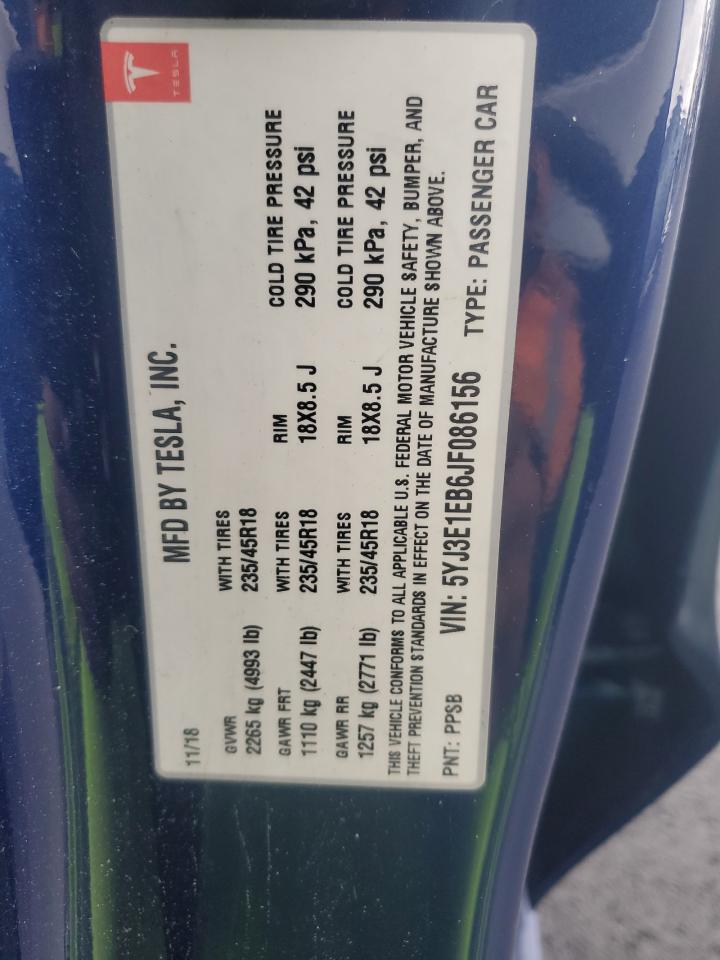 TESLA
MFD BY TESLA, INC.
11/18
GVWR WITH TIRES
2265 kg (4993 lb) 235/45R18
GAWR FRT WITH TIRES RIM COLD TIRE PRESSURE
1110 kg (2447 lb) 235/45R18 18X8.5 J 290 kPa, 42 psi
GAWR RR WITH TIRES RIM COLD TIRE PRESSURE
1257 kg (2771 lb) 235/45R18 18X8.5 J 290 kPa, 42 psi
THIS VEHICLE CONFORMS TO ALL APPLICABLE U.S. FEDERAL MOTOR VEHICLE SAFETY, BUMPER, AND
THEFT PREVENTION STANDARDS IN EFFECT ON THE DATE OF MANUFACTURE SHOWN ABOVE.
PNT: PPSB VIN: 5YJ3E1EB6JF086156 TYPE: PASSENGER CAR